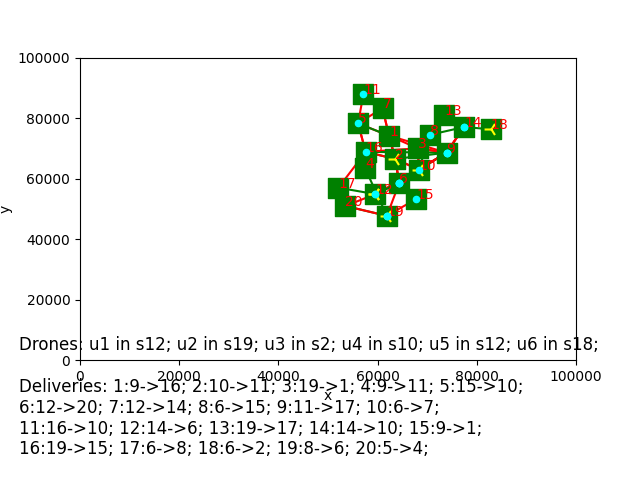 100000
80000
60000
40000
20000
0
y
0 20000 40000 60000 80000 100000
x
Drones: u1 in s12; u2 in s19; u3 in s2; u4 in s10; u5 in s12; u6 in s18;
Deliveries: 1:9->16; 2:10->11; 3:19->1; 4:9->11; 5:15->10;
6:12->20; 7:12->14; 8:6->15; 9:11->17; 10:6->7;
11:16->10; 12:14->6; 13:19->17; 14:14->10; 15:9->1;
16:19->15; 17:6->8; 18:6->2; 19:8->6; 20:5->4;